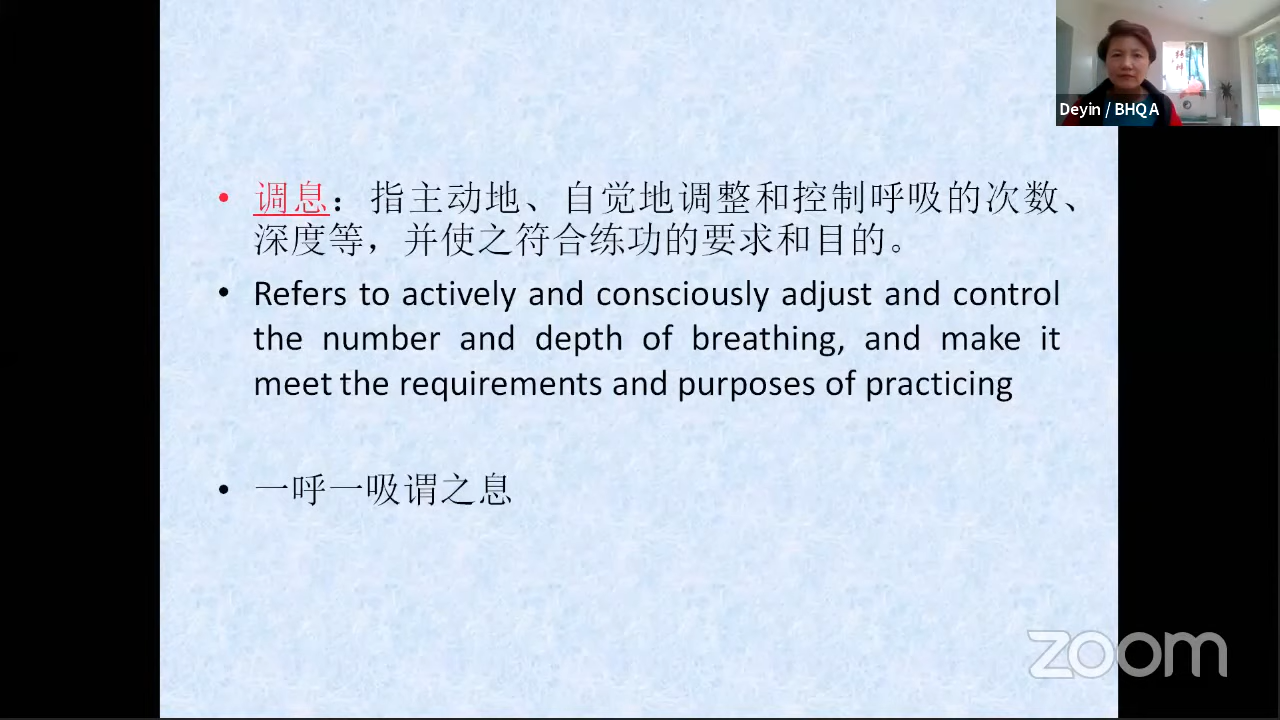 Deyin / BHQA
• 调息：指主动地、自觉地调整和控制呼吸的次数、
深度等，并使之符合练功的要求和目的。
• Refers to actively and consciously adjust and control
the number and depth of breathing, and make it
meet the requirements and purposes of practicing
• 一呼一吸谓之息
zoom